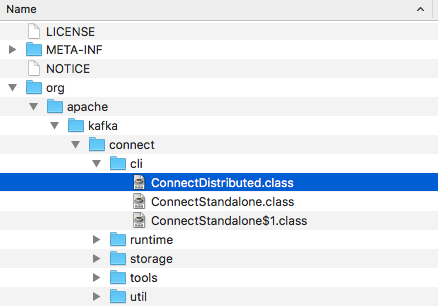 Name
LICENSE
META-INF
NOTICE
org
apache
kafka
connect
cli
ConnectDistributed.class
ConnectStandalone.class
ConnectStandalone$1.class
runtime
storage
tools
util